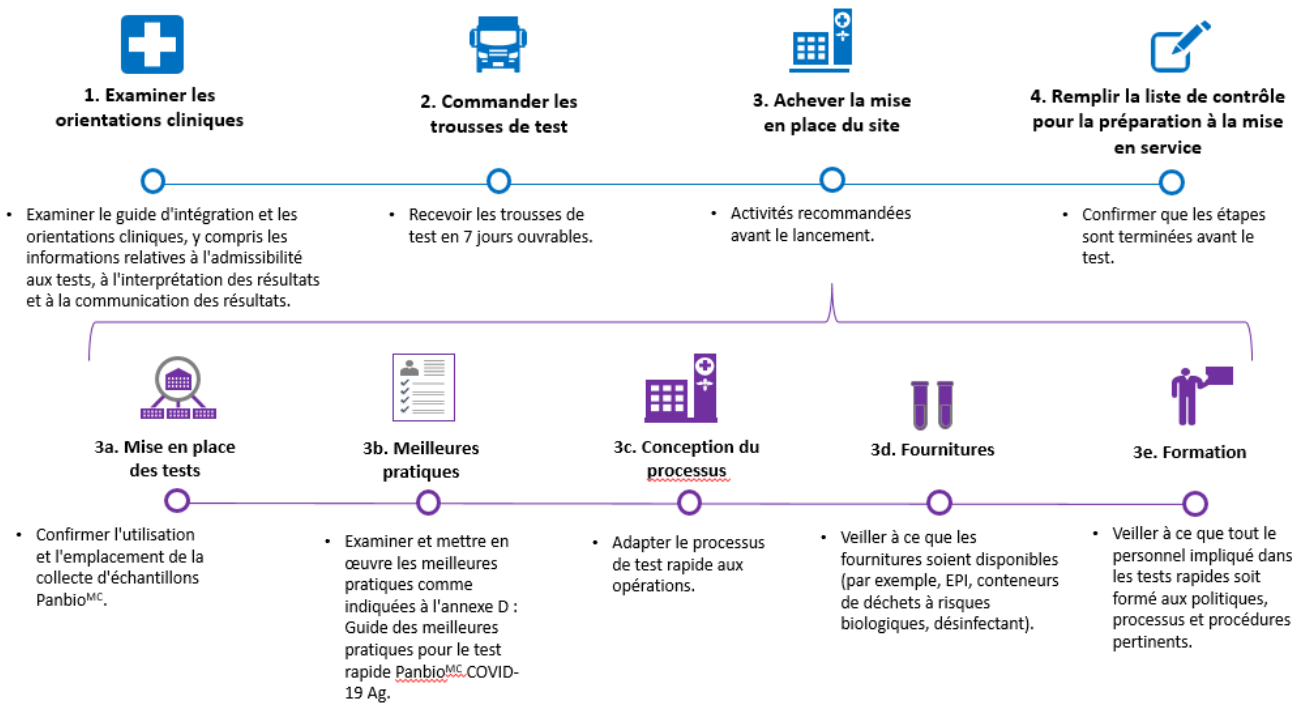 1. Examiner les
orientations cliniques
2. Commander les
trousses de test
3. Achever la mise
en place du site
4. Remplir la liste de contrôle
pour la préparation à la mise
en service
• Examiner le guide d'intégration et les
orientations cliniques, y compris les
informations relatives à l'admissibilité
aux tests, à l'interprétation des résultats
et à la communication des résultats.
• Recevoir les trousses de
test en 7 jours ouvrables.
• Activités recommandées
avant le lancement.
• Confirmer que les étapes
sont terminées avant le
test.
3a. Mise en place
des tests
3b. Meilleures
pratiques
3c. Conception du
processus
3d. Fournitures
3e. Formation
• Confirmer l'utilisation
et l'emplacement de la
collecte d'échantillons
Panbioᴹᶜ.
• Examiner et mettre en
œuvre les meilleures
pratiques comme
indiquées à l'annexe D :
Guide des meilleures
pratiques pour le test
rapide Panbioᴹᶜ COVID-
19 Ag.
• Adapter le processus
de test rapide aux
opérations.
• Veiller à ce que les
fournitures soient disponibles
(par exemple, EPI, conteneurs
de déchets à risques
biologiques, désinfectant).
• Veiller à ce que tout le
personnel impliqué dans
les tests rapides soit
formé aux politiques,
processus et procédures
pertinents.